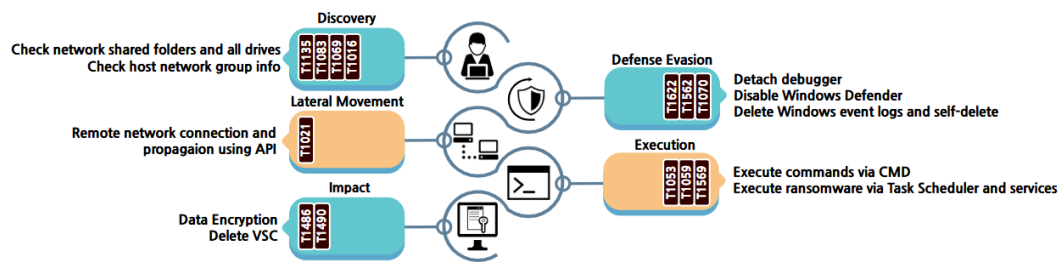 Discovery
Check network shared folders and all drives
Check host network group info
T1135
T1083
T1069
T1016
Defense Evasion
T1622
T1562
T1070
Detach debugger
Disable Windows Defender
Delete Windows event logs and self-delete
Lateral Movement
Remote network connection and
propagaion using API
T1021
Execution
T1053
T1059
T1569
Execute commands via CMD
Execute ransomware via Task Scheduler and services
Impact
Data Encryption
Delete VSC
T1486
T1490